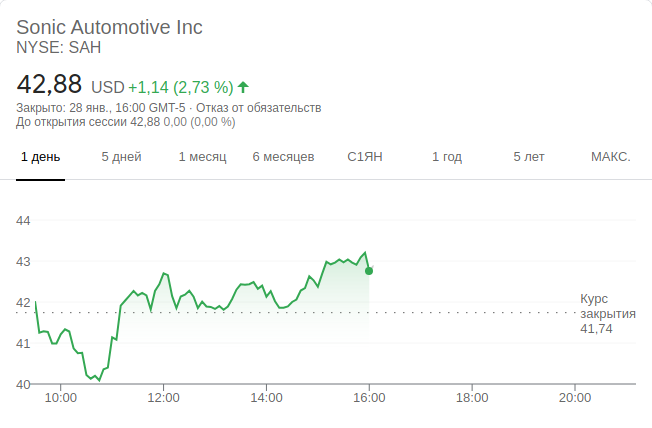 Sonic Automotive Inc
NYSE: SAH
42,88 USD +1,14 (2,73 %)
Закрыто: 28 янв., 16:00 GMT-5 · Отказ от обязательств
До открытия сессии 42,88 0,00 (0,00 %)
1 день 5 дней 1 месяц 6 месяцев С1ЯН 1 год 5 лет МАКС.
44
43
42
41
40
Курс
закрытия
41,74
10:00 12:00 14:00 16:00 18:00 20:00